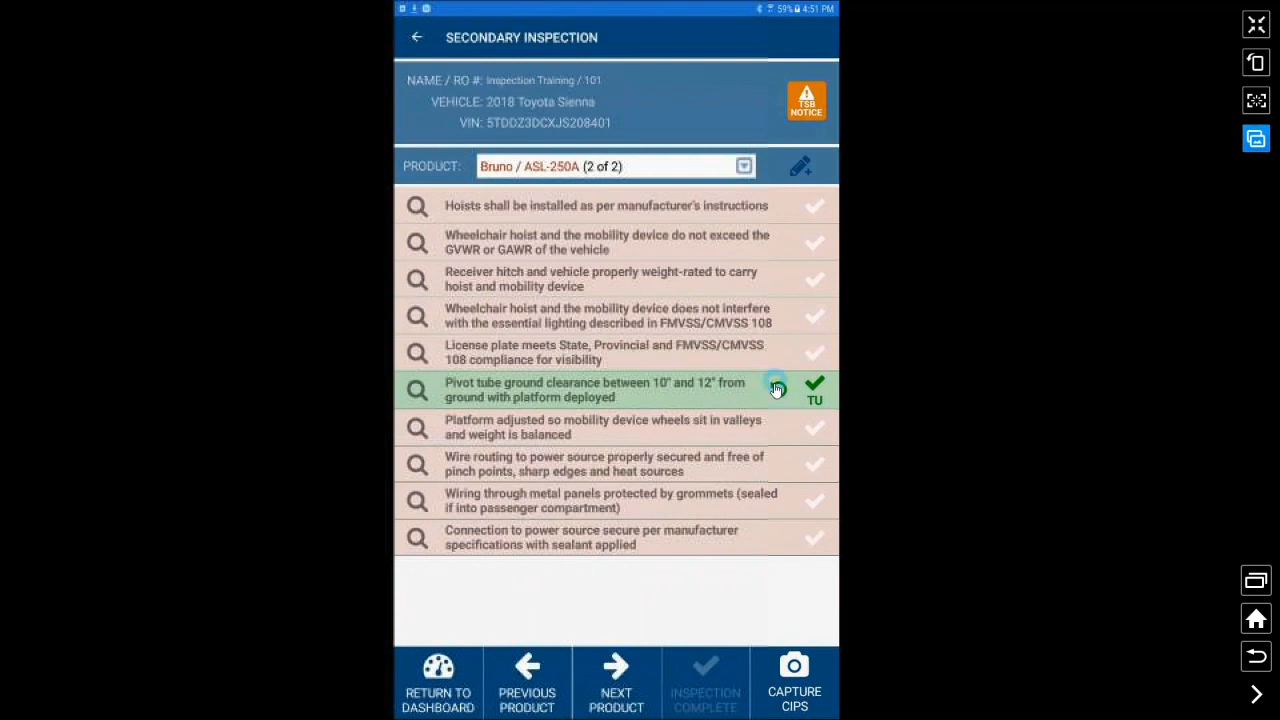 59% 4:51 PM
SECONDARY INSPECTION
NAME / RO #: Inspection Training / 101
VEHICLE: 2018 Toyota Sienna
VIN: 5TDDZ3DCXJS208401
TSB
NOTICE
PRODUCT: Bruno / ASL-250A (2 of 2)
Hoists shall be installed as per manufacturer's instructions
Wheelchair hoist and the mobility device do not exceed the
GVWR or GAWR of the vehicle
Receiver hitch and vehicle properly weight-rated to carry
hoist and mobility device
Wheelchair hoist and the mobility device does not interfere
with the essential lighting described in FMVSS/CMVSS 108
License plate meets State, Provincial and FMVSS/CMVSS
108 compliance for visibility
Pivot tube ground clearance between 10" and 12" from
ground with platform deployed
TU
Platform adjusted so mobility device wheels sit in valleys
and weight is balanced
Wire routing to power source properly secured and free of
pinch points, sharp edges and heat sources
Wiring through metal panels protected by grommets (sealed
if into passenger compartment)
Connection to power source secure per manufacturer
specifications with sealant applied
RETURN TO
DASHBOARD
PREVIOUS
PRODUCT
NEXT
PRODUCT
INSPECTION
COMPLETE
CAPTURE
CIPS